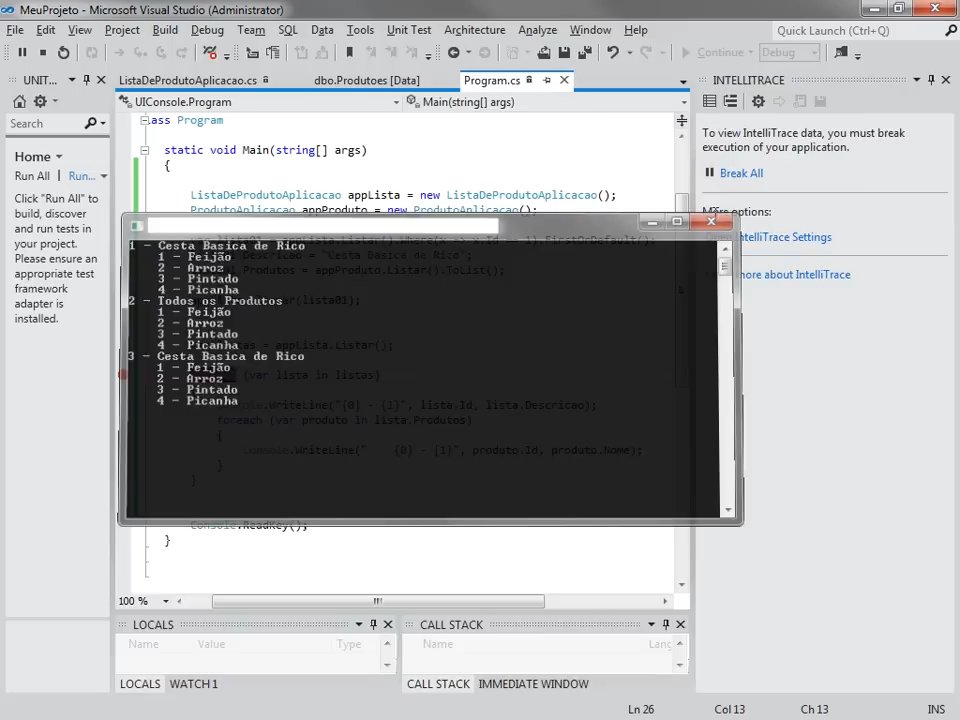 MeuProjeto - Microsoft Visual Studio (Administrator)
File Edit View Project Build Debug Team SQL Data Tools Unit Test Architecture Analyze Window Help
Quick Launch (Ctrl+Q)
Continue
Debug
UNIT...
ListaDeProdutoAplicacao.cs
dbo.Produtoes [Data]
Program.cs
INTELLITRACE
UIConsole.Program
Main(string[] args)
Search
Home
Run All | Run...
Click "Run All" to
build, discover
and run tests in
your project.
Please ensure an
appropriate test
framework
adapter is
installed.
ass Program
static void Main(string[] args)
{
ListaDeProdutoAplicacao appLista = new ListaDeProdutoAplicacao();
ProdutoAplicacao appProduto = new ProdutoAplicacao();
1 - Cesta Basica de Rico
1 - Feijão
2 - Arroz
3 - Pintado
4 - Picanha
2 - Todos os Produtos
1 - Feijão
2 - Arroz
3 - Pintado
4 - Picanha
3 - Cesta Basica de Rico
1 - Feijão
2 - Arroz
3 - Pintado
4 - Picanha
(var lista in listas)
.WriteLine("{0} - {1}", lista.Id, lista.Descricao);
foreach (var produto in lista.Produtos)
{
Console.WriteLine("    {0} - {1}", produto.Id, produto.Nome);
}
}
Console.ReadKey();
}
To view IntelliTrace data, you must break
execution of your application.
Break All
More options:
IntelliTrace Settings
more about IntelliTrace
100 %
LOCALS
Name Value Type
LOCALS WATCH 1
CALL STACK
Name Lang
CALL STACK IMMEDIATE WINDOW
Ln 26 Col 13 Ch 13 INS